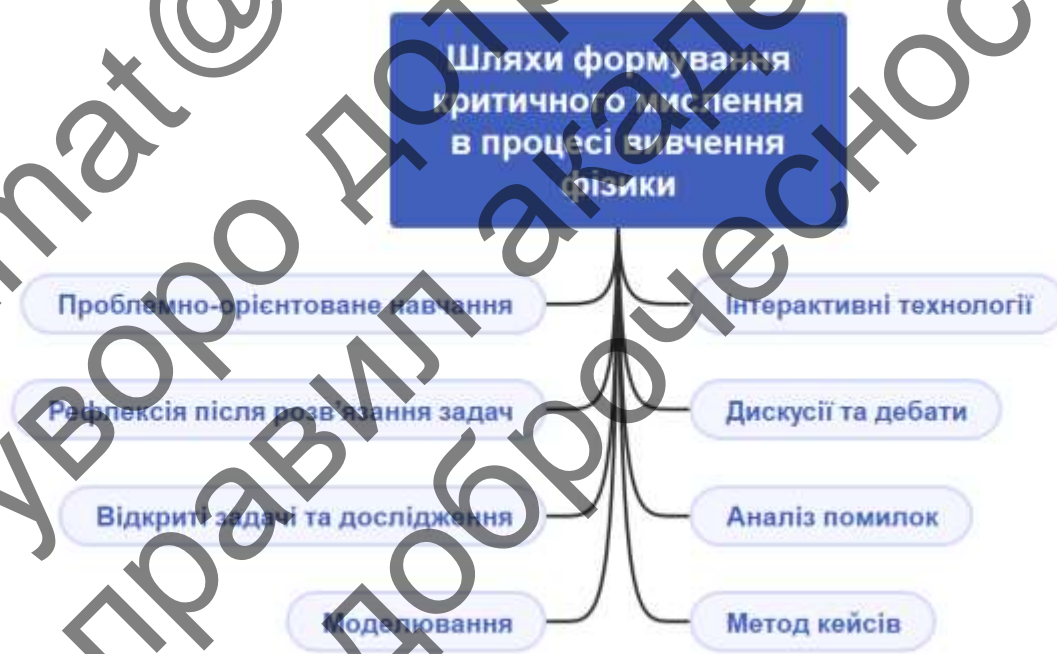 Шляхи формування
критичного мислення
в процесі вивчення
фізики
Проблемно-орієнтоване навчання
Інтерактивні технології
Рефлексія після розв'язання задач
Дискусії та дебати
Відкриті задачі та дослідження
Аналіз помилок
Моделювання
Метод кейсів
правил